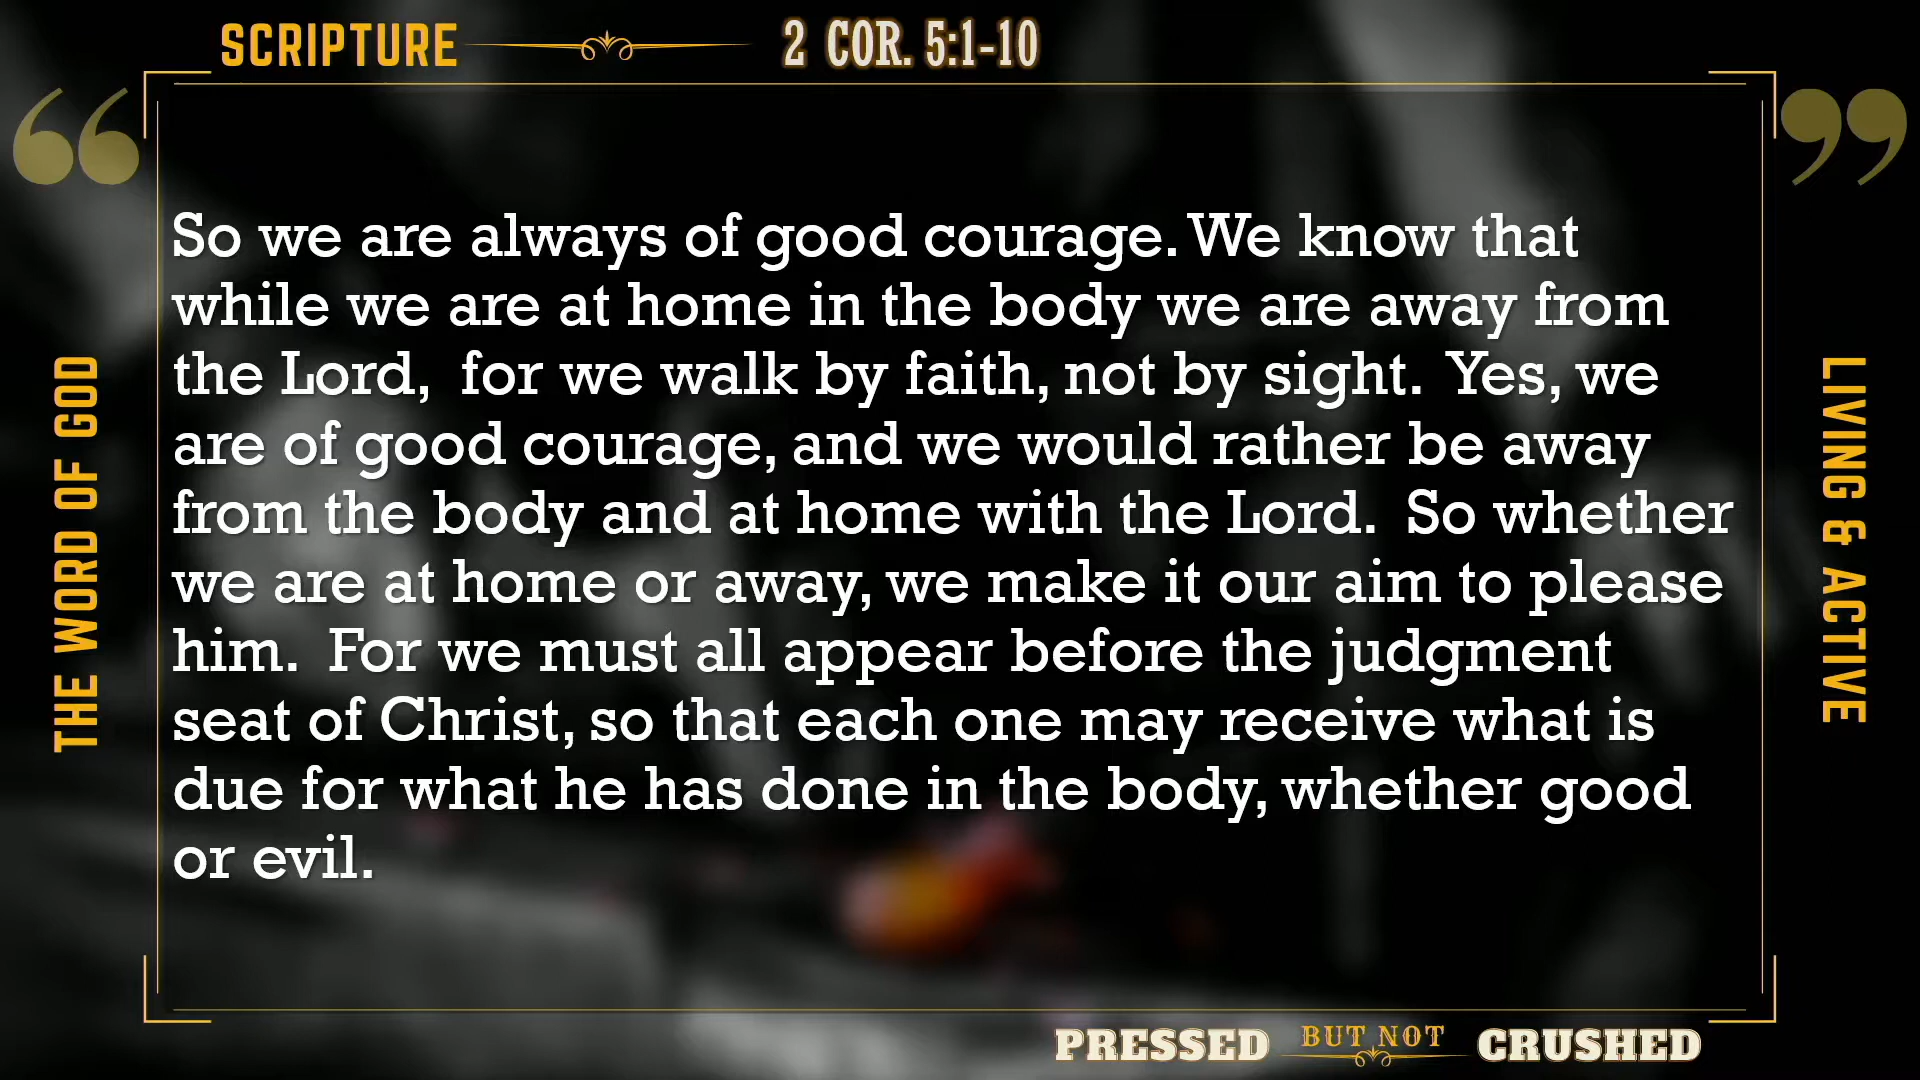 SCRIPTURE
2 COR. 5:1-10
“
”
THE WORD OF GOD
So we are always of good courage. We know that
while we are at home in the body we are away from
the Lord,  for we walk by faith, not by sight.  Yes, we
are of good courage, and we would rather be away
from the body and at home with the Lord.  So whether
we are at home or away, we make it our aim to please
him.  For we must all appear before the judgment
seat of Christ, so that each one may receive what is
due for what he has done in the body, whether good
or evil.
LIVING & ACTIVE
PRESSED BUT NOT CRUSHED